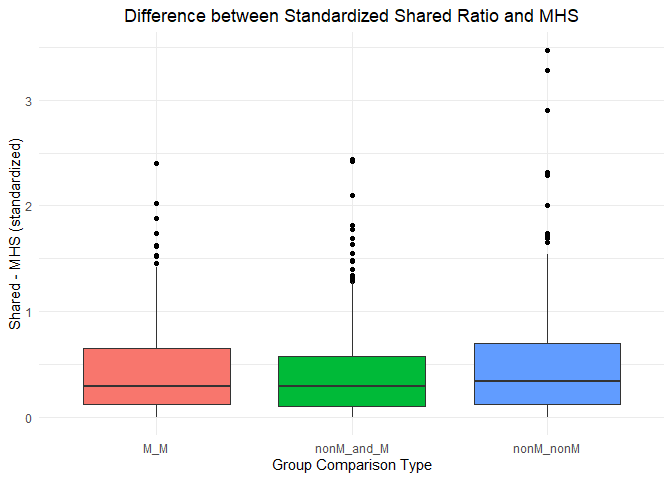 Difference between Standardized Shared Ratio and MHS
Shared - MHS (standardized)
3
2
1
0
M_M
nonM_and_M
nonM_nonM
Group Comparison Type